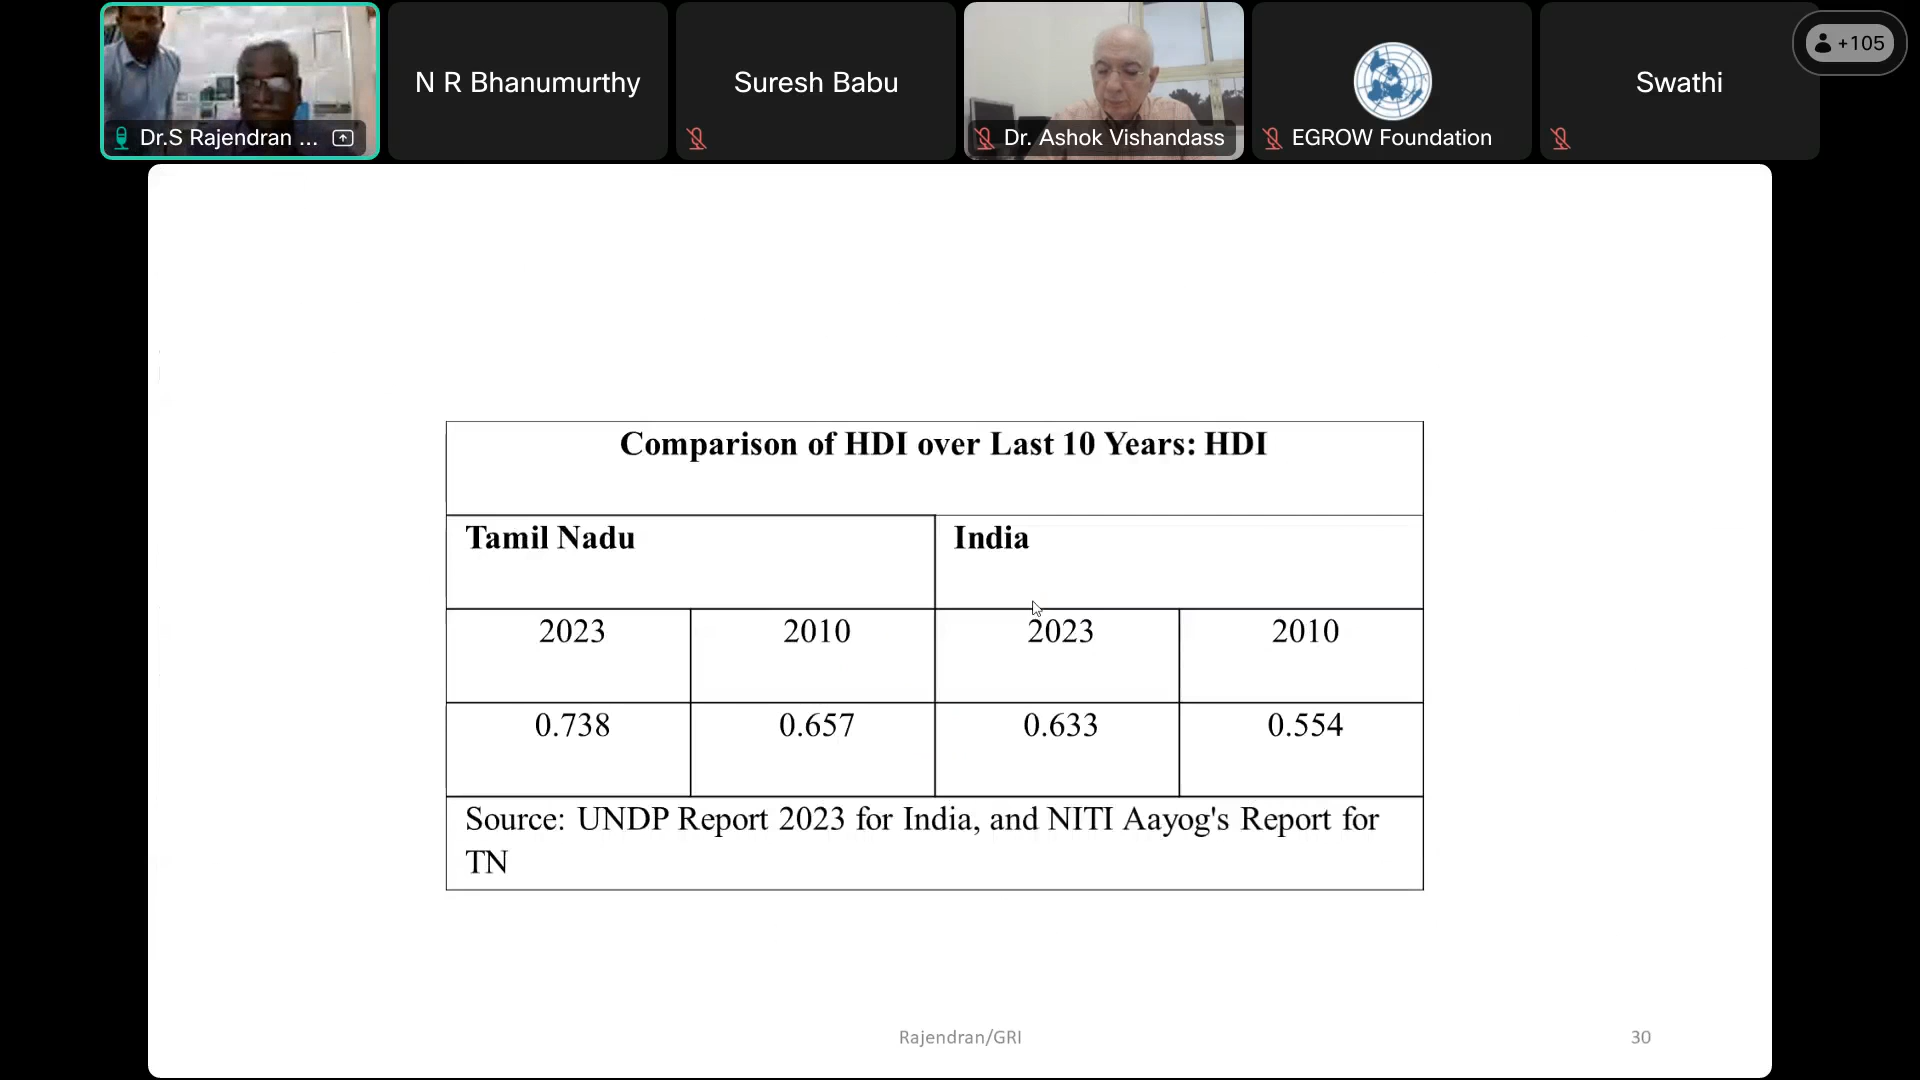 Dr.S Rajendran ...
N R Bhanumurthy
Suresh Babu
Dr. Ashok Vishandass
EGROW Foundation
Swathi
+105
Comparison of HDI over Last 10 Years: HDI
Tamil Nadu
India
2023
2010
2023
2010
0.738
0.657
0.633
0.554
Source: UNDP Report 2023 for India, and NITI Aayog's Report for
TN
Rajendran/GRI
30